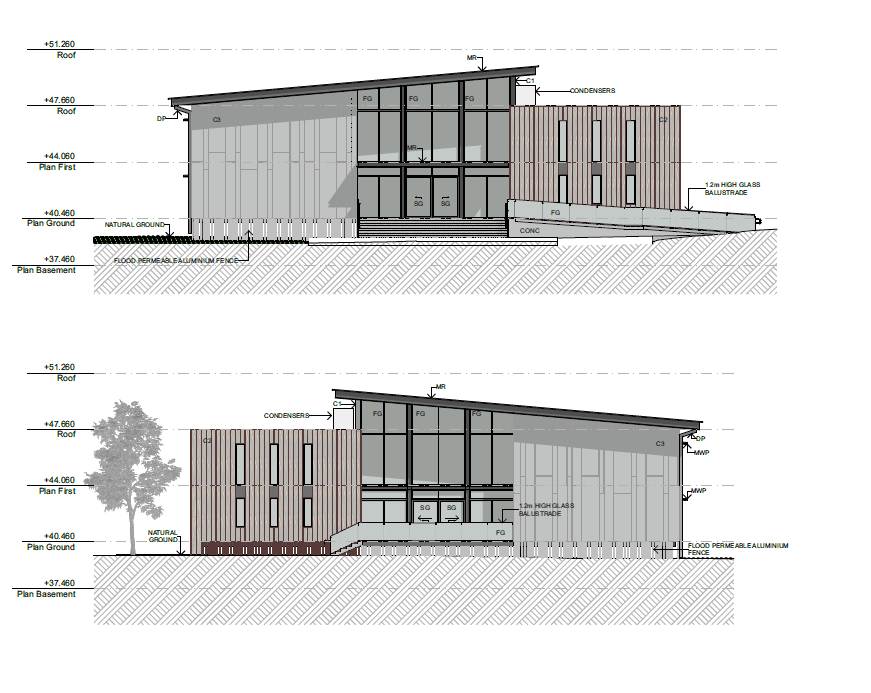 +51.260
Roof
MR
C1
CONDENSERS
+47.660
Roof
FG
FG
FG
DP
C3
C2
MR
+44.060
Plan First
1.2m HIGH GLASS
BALUSTRADE
SG
SG
+40.460
Plan Ground
FG
NATURAL GROUND
CONC
FLOOD PERMEABLE ALUMINIUM FENCE
+37.460
Plan Basement
+51.260
Roof
MR
C1
CONDENSERS
FG
FG
FG
+47.660
Roof
C2
C3
DP
MWP
+44.060
Plan First
MWP
SG
SG
1.2m HIGH GLASS
BALUSTRADE
+40.460
Plan Ground
NATURAL
GROUND
FG
FLOOD PERMEABLE ALUMINIUM
FENCE
+37.460
Plan Basement